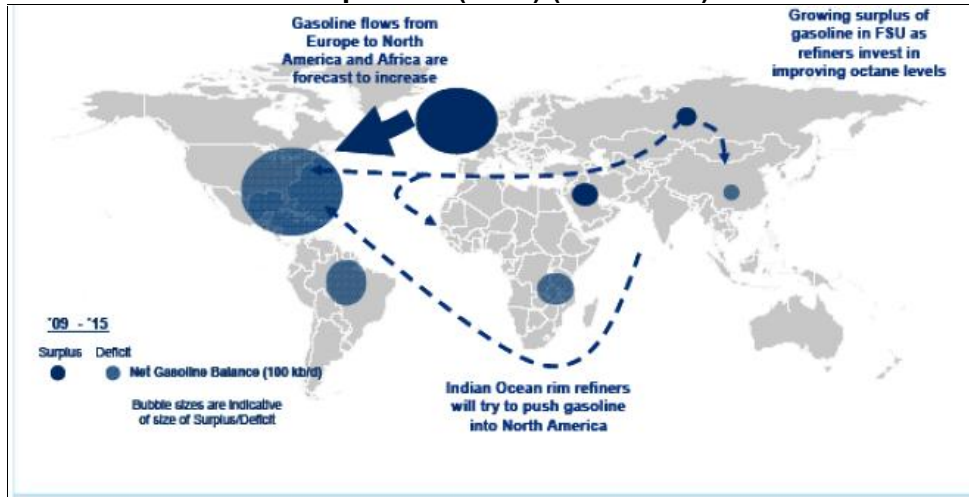 Gasoline flows from
Europe to North
America and Africa are
forecast to increase
Growing surplus of
gasoline in FSU as
refiners invest in
improving octane levels
'09 - '15
Surplus Deficit
Net Gasoline Balance (100 kb/d)
Bubble sizes are indicative
of size of Surplus/Deficit
Indian Ocean rim refiners
will try to push gasoline
into North America